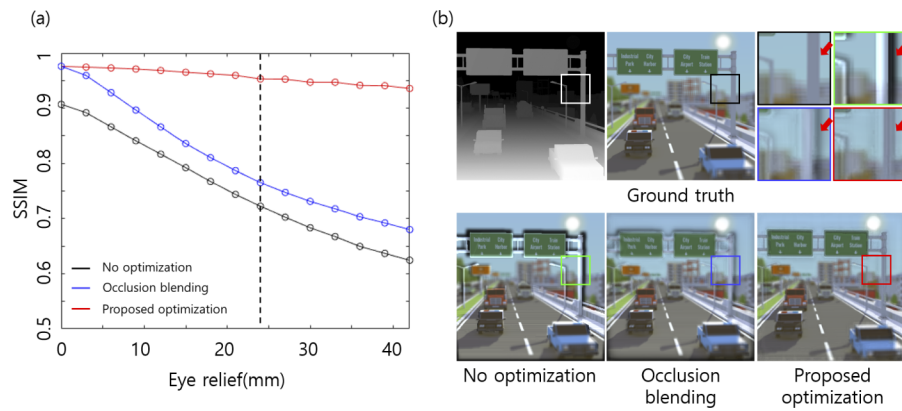 (a)
1
0.9
0.8
0.7
0.6
0.5
SSIM
No optimization
Occlusion blending
Proposed optimization
0
10
20
30
40
Eye relief(mm)
(b)
Ground truth
No optimization
Occlusion
blending
Proposed
optimization